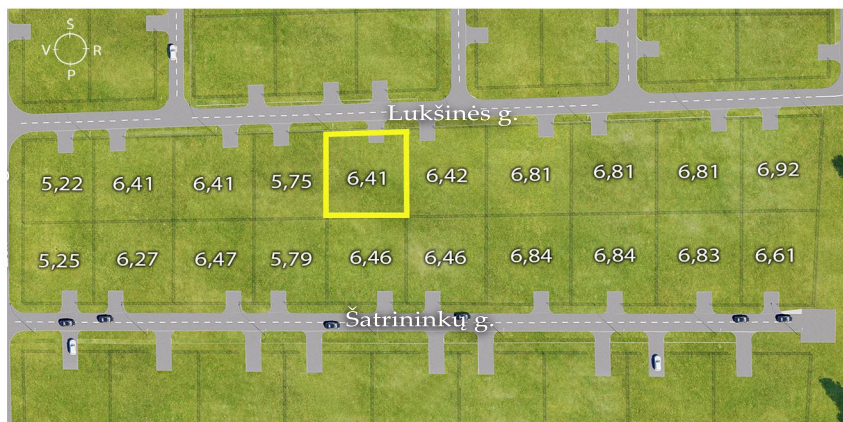 Š
V R
P
Lukšinės g.
5,22 6,41 6,41 5,75 6,41 6,42 6,81 6,81 6,81 6,92
5,25 6,27 6,47 5,79 6,46 6,46 6,84 6,84 6,83 6,61
Šatrininkų g.